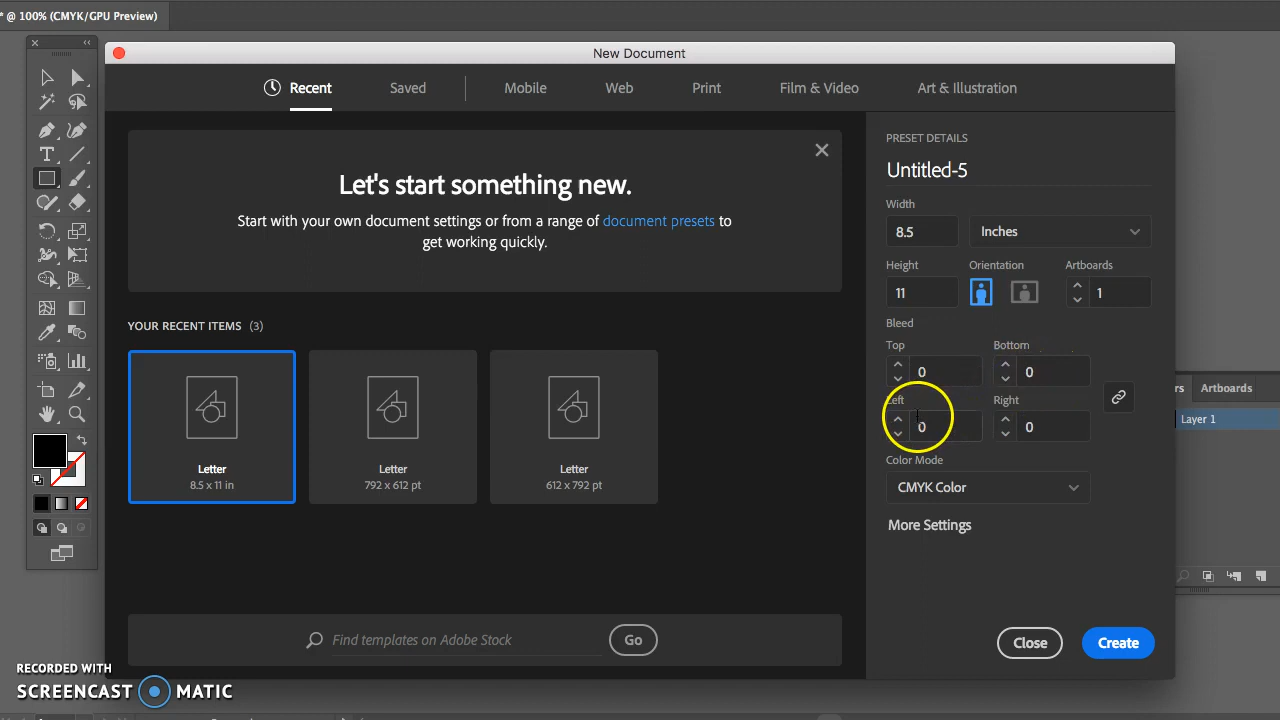 * @ 100% (CMYK/GPU Preview)
New Document
Recent
Saved
Mobile
Web
Print
Film & Video
Art & Illustration
Let's start something new.
Start with your own document settings or from a range of document presets to
get working quickly.
YOUR RECENT ITEMS (3)
Letter
8.5 x 11 in
Letter
792 x 612 pt
Letter
612 x 792 pt
Find templates on Adobe Stock
Go
PRESET DETAILS
Untitled-5
Width
8.5
Inches
Height
Orientation
Artboards
11
1
Bleed
Top
Bottom
0
0
Left
Right
0
0
Color Mode
CMYK Color
More Settings
Close
Create
Artboards
Layer 1
RECORDED WITH
SCREENCAST MATIC